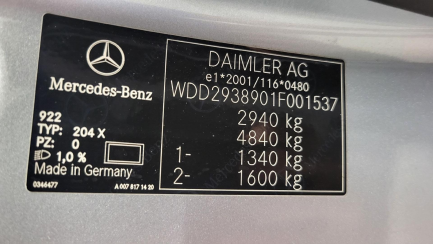 DAIMLER AG
e1*2001/116*0480
WDD2938901F001537
2940 kg
4840 kg
1- 1340 kg
2- 1600 kg
Mercedes-Benz
922
TYP: 204 X
PZ: 0
1,0 %
Made in Germany
0346477 A 007 817 14 20